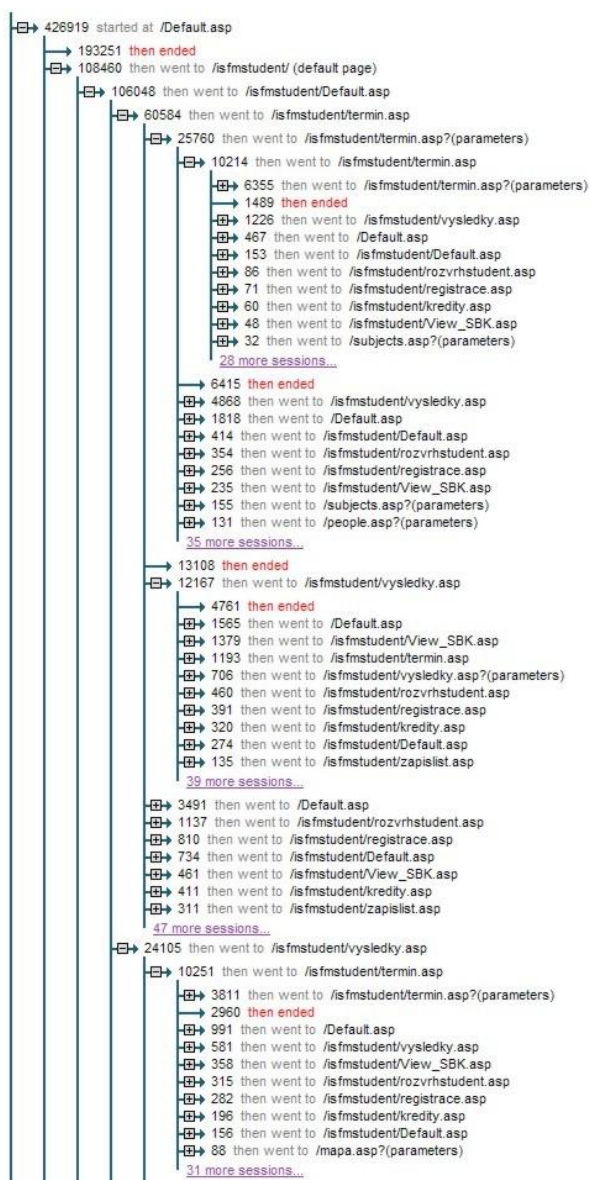 426919 started at /Default.asp
193251 then ended
108460 then went to /isfmstudent/ (default page)
106048 then went to /isfmstudent/Default.asp
60584 then went to /isfmstudent/termin.asp
25760 then went to /isfmstudent/termin.asp?(parameters)
10214 then went to /isfmstudent/termin.asp
6355 then went to /isfmstudent/termin.asp?(parameters)
1489 then ended
1226 then went to /isfmstudent/vysledky.asp
467 then went to /Default.asp
153 then went to /isfmstudent/Default.asp
86 then went to /isfmstudent/rozvrhstudent.asp
71 then went to /isfmstudent/registrace.asp
60 then went to /isfmstudent/kredity.asp
48 then went to /isfmstudent/View_SBK.asp
32 then went to /subjects.asp?(parameters)
28 more sessions...
6415 then ended
4868 then went to /isfmstudent/vysledky.asp
1818 then went to /Default.asp
414 then went to /isfmstudent/Default.asp
354 then went to /isfmstudent/rozvrhstudent.asp
256 then went to /isfmstudent/registrace.asp
235 then went to /isfmstudent/View_SBK.asp
155 then went to /subjects.asp?(parameters)
131 then went to /people.asp?(parameters)
35 more sessions...
13108 then ended
12167 then went to /isfmstudent/vysledky.asp
4761 then ended
1565 then went to /Default.asp
1379 then went to /isfmstudent/View_SBK.asp
1193 then went to /isfmstudent/termin.asp
706 then went to /isfmstudent/vysledky.asp?(parameters)
460 then went to /isfmstudent/rozvrhstudent.asp
391 then went to /isfmstudent/registrace.asp
320 then went to /isfmstudent/kredity.asp
274 then went to /isfmstudent/Default.asp
135 then went to /isfmstudent/zapislist.asp
39 more sessions...
3491 then went to /Default.asp
1137 then went to /isfmstudent/rozvrhstudent.asp
810 then went to /isfmstudent/registrace.asp
734 then went to /isfmstudent/Default.asp
461 then went to /isfmstudent/View_SBK.asp
411 then went to /isfmstudent/kredity.asp
311 then went to /isfmstudent/zapislist.asp
47 more sessions...
24105 then went to /isfmstudent/vysledky.asp
10251 then went to /isfmstudent/termin.asp
3811 then went to /isfmstudent/termin.asp?(parameters)
2960 then ended
991 then went to /Default.asp
581 then went to /isfmstudent/vysledky.asp
358 then went to /isfmstudent/View_SBK.asp
315 then went to /isfmstudent/rozvrhstudent.asp
282 then went to /isfmstudent/registrace.asp
196 then went to /isfmstudent/kredity.asp
156 then went to /isfmstudent/Default.asp
88 then went to /mapa.asp?(parameters)
31 more sessions...